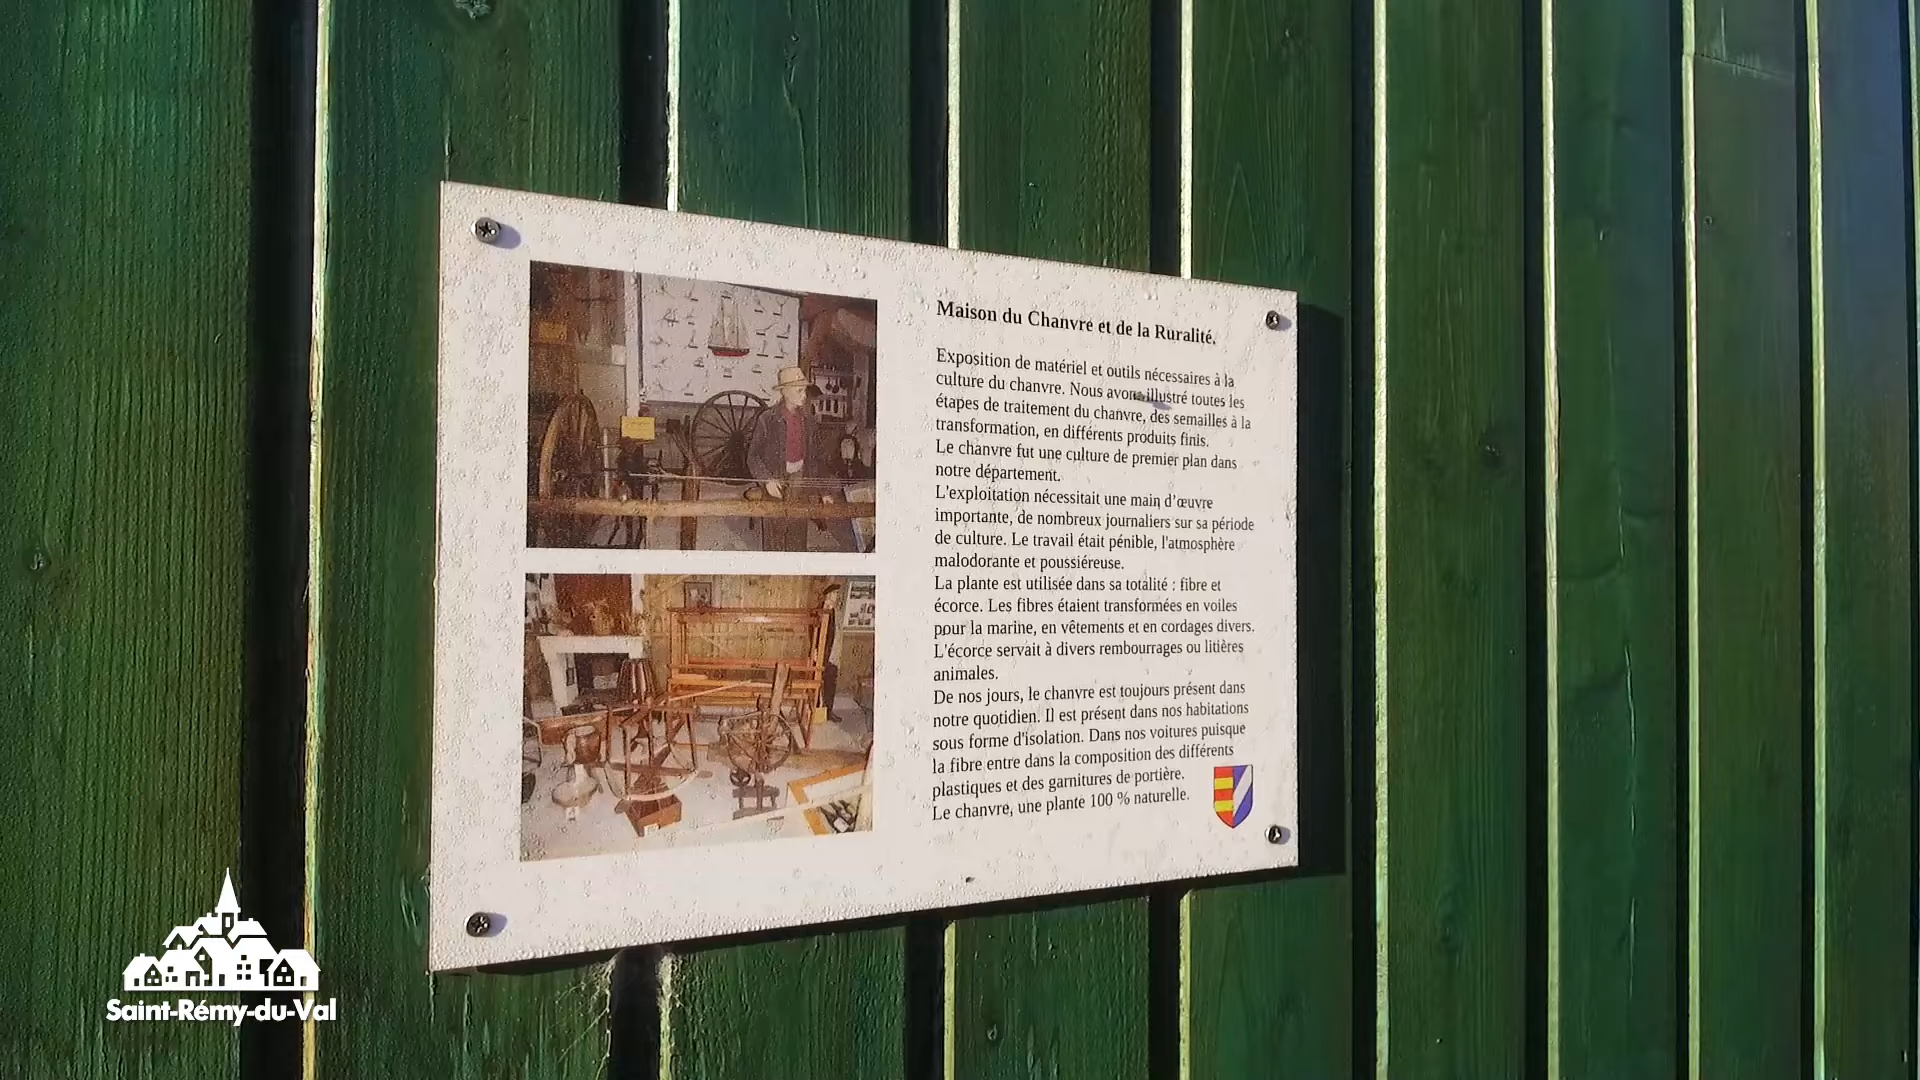 Maison du Chanvre et de la Ruralité.
Exposition de matériel et outils nécessaires à la
culture du chanvre. Nous avons illustré toutes les
étapes de traitement du chanvre, des semailles à la
transformation, en différents produits finis.
Le chanvre fut une culture de premier plan dans
notre département.
L'exploitation nécessitait une main d'œuvre
importante, de nombreux journaliers sur sa période
de culture. Le travail était pénible, l'atmosphère
malodorante et poussiéreuse.
La plante est utilisée dans sa totalité : fibre et
écorce. Les fibres étaient transformées en voiles
pour la marine, en vêtements et en cordages divers.
L'écorce servait à divers rembourrages ou litières
animales.
De nos jours, le chanvre est toujours présent dans
notre quotidien. Il est présent dans nos habitations
sous forme d'isolation. Dans nos voitures puisque
la fibre entre dans la composition des différents
plastiques et des garnitures de portière.
Le chanvre, une plante 100 % naturelle.
Saint-Rémy-du-Val